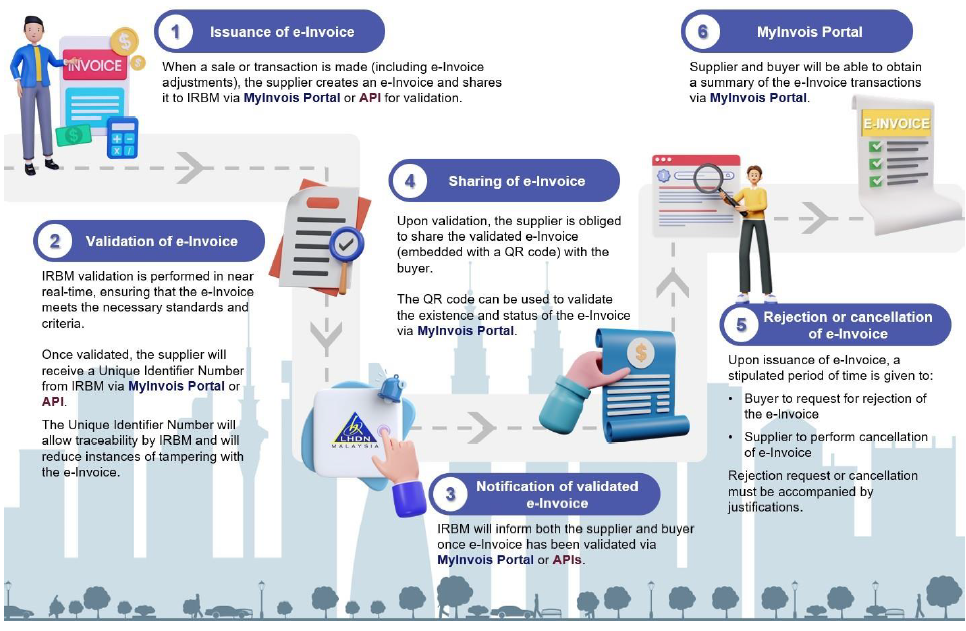 1
Issuance of e-Invoice
When a sale or transaction is made (including e-Invoice
adjustments), the supplier creates an e-Invoice and shares
it to IRBM via MyInvois Portal or API for validation.
INVOICE
2
Validation of e-Invoice
IRBM validation is performed in near
real-time, ensuring that the e-Invoice
meets the necessary standards and
criteria.
Once validated, the supplier will
receive a Unique Identifier Number
from IRBM via MyInvois Portal or
API.
The Unique Identifier Number will
allow traceability by IRBM and will
reduce instances of tampering with
the e-Invoice.
LHDN
MALAYSIA
3
Notification of validated
e-Invoice
IRBM will inform both the supplier and buyer
once e-Invoice has been validated via
MyInvois Portal or APIs.
4
Sharing of e-Invoice
Upon validation, the supplier is obliged
to share the validated e-Invoice
(embedded with a QR code) with the
buyer.
The QR code can be used to validate
the existence and status of the e-Invoice
via MyInvois Portal.
5
Rejection or cancellation
of e-Invoice
Upon issuance of e-Invoice, a
stipulated period of time is given to:
• Buyer to request for rejection of
the e-Invoice
• Supplier to perform cancellation
of e-Invoice
Rejection request or cancellation
must be accompanied by
justifications.
6
MyInvois Portal
Supplier and buyer will be able to obtain
a summary of the e-Invoice transactions
via MyInvois Portal.
E-INVOICE